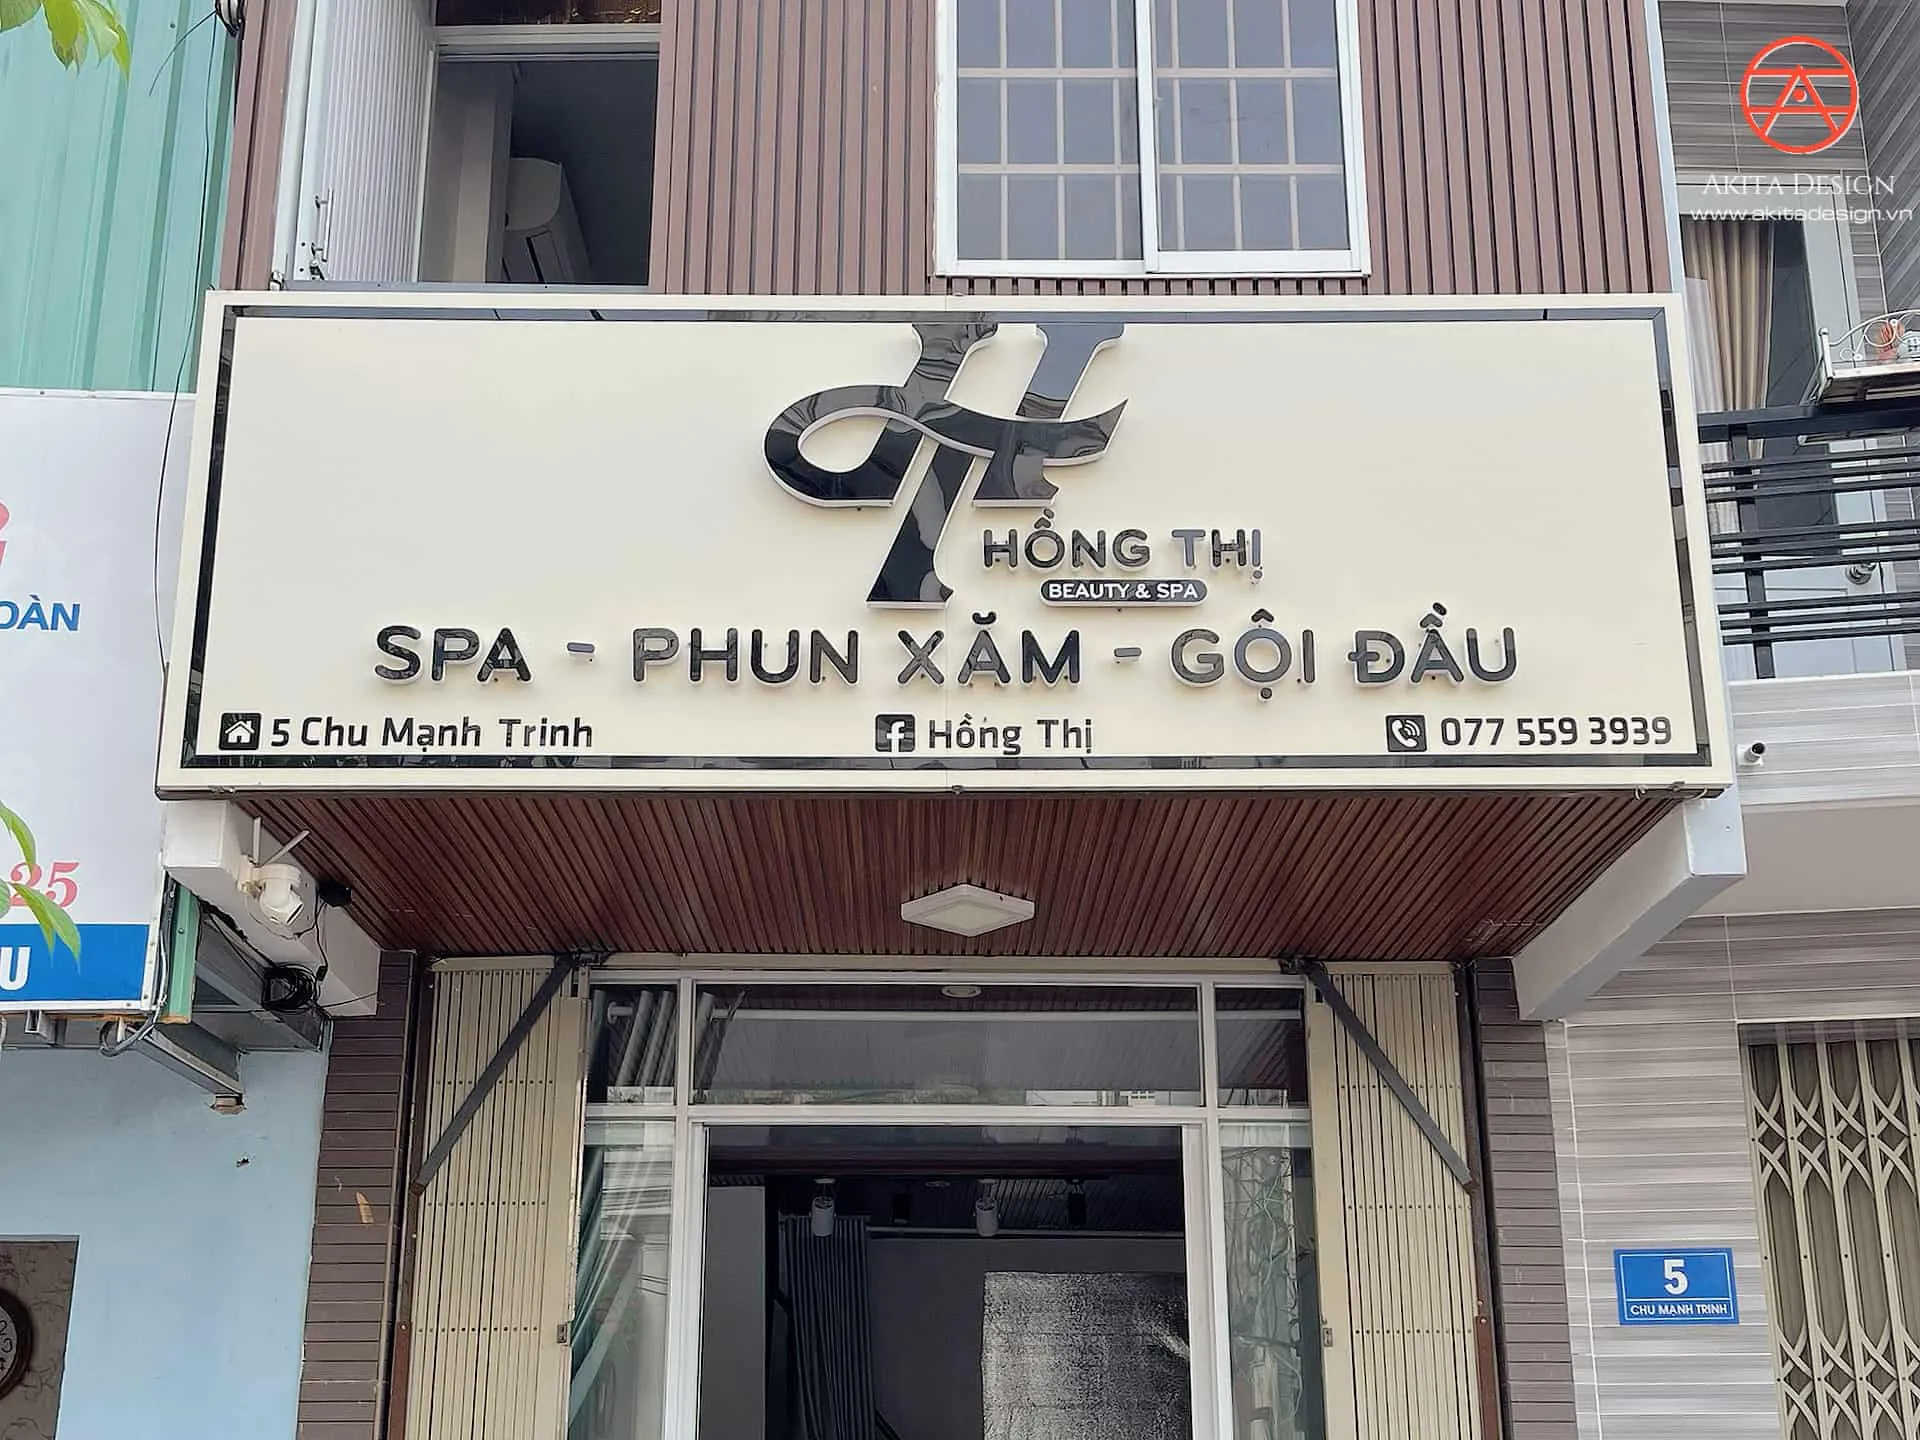 AKITA DESIGN
www.akitadesign.vn
HỒNG THỊ
BEAUTY & SPA
SPA - PHUN XĂM - GỘI ĐẦU
5 Chu Mạnh Trinh
Hồng Thị
077 559 3939
OÀN
25
U
5
CHU MẠNH TRINH